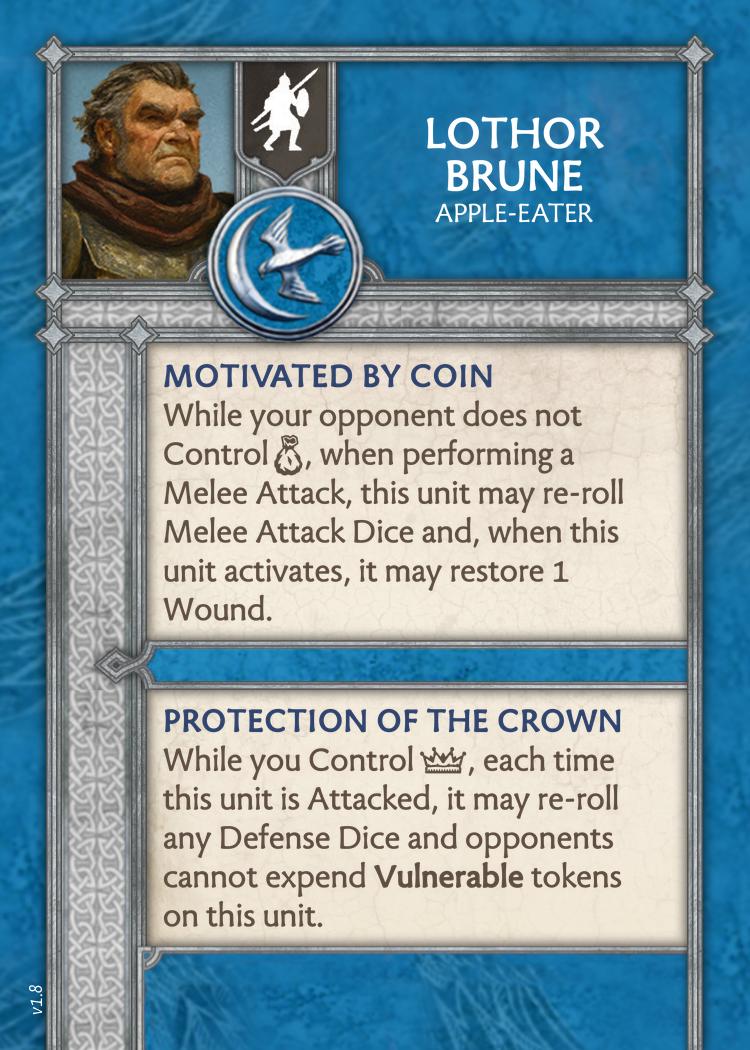 LOTHOR
BRUNE
APPLE-EATER
MOTIVATED BY COIN
While your opponent does not
Control , when performing a
Melee Attack, this unit may re-roll
Melee Attack Dice and, when this
unit activates, it may restore 1
Wound.
PROTECTION OF THE CROWN
While you Control , each time
this unit is Attacked, it may re-roll
any Defense Dice and opponents
cannot expend Vulnerable tokens
on this unit.
v1.8